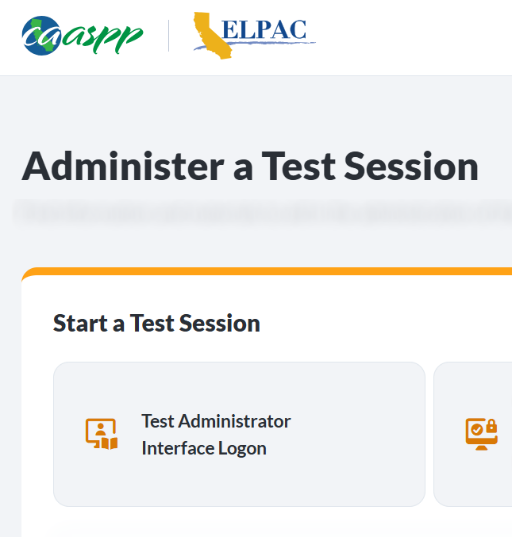 caaspp
ELPAC
Administer a Test Session
Start a Test Session
Test Administrator
Interface Logon